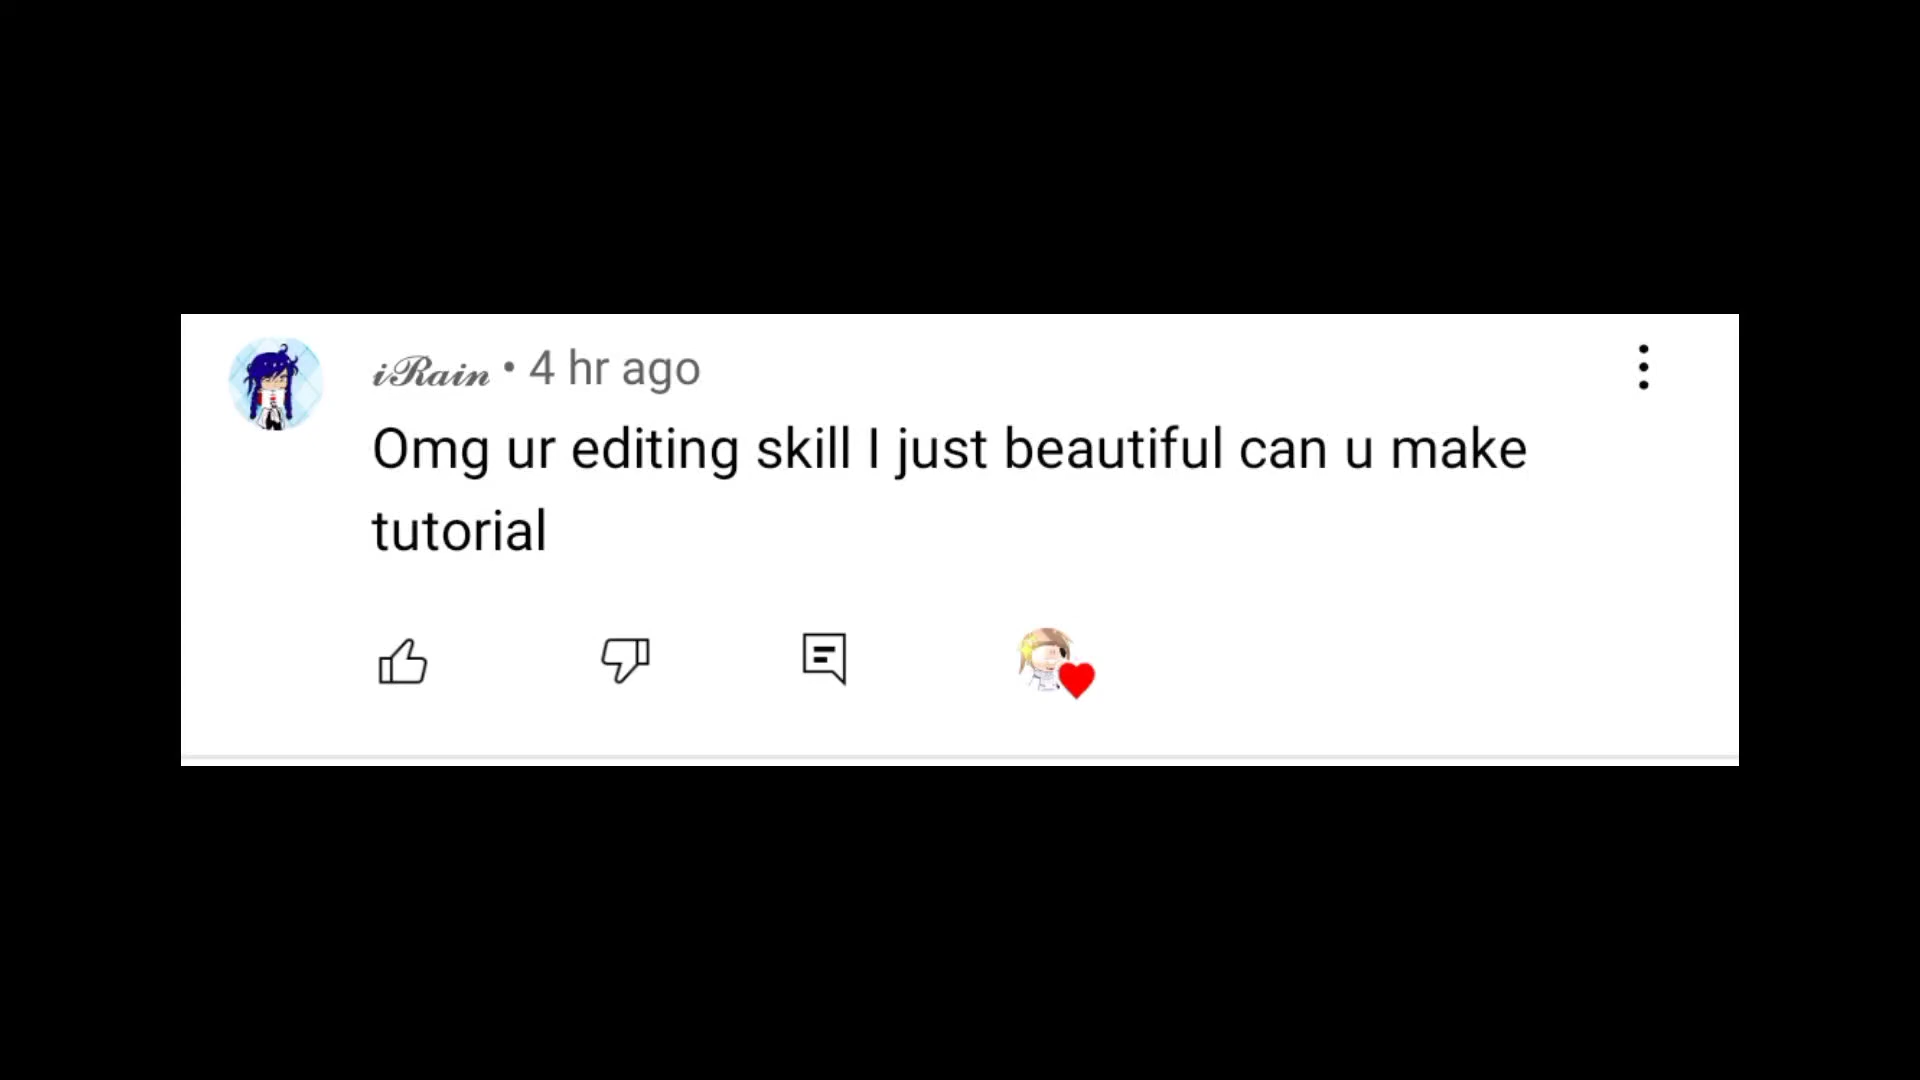 iRain • 4 hr ago
Omg ur editing skill I just beautiful can u make
tutorial